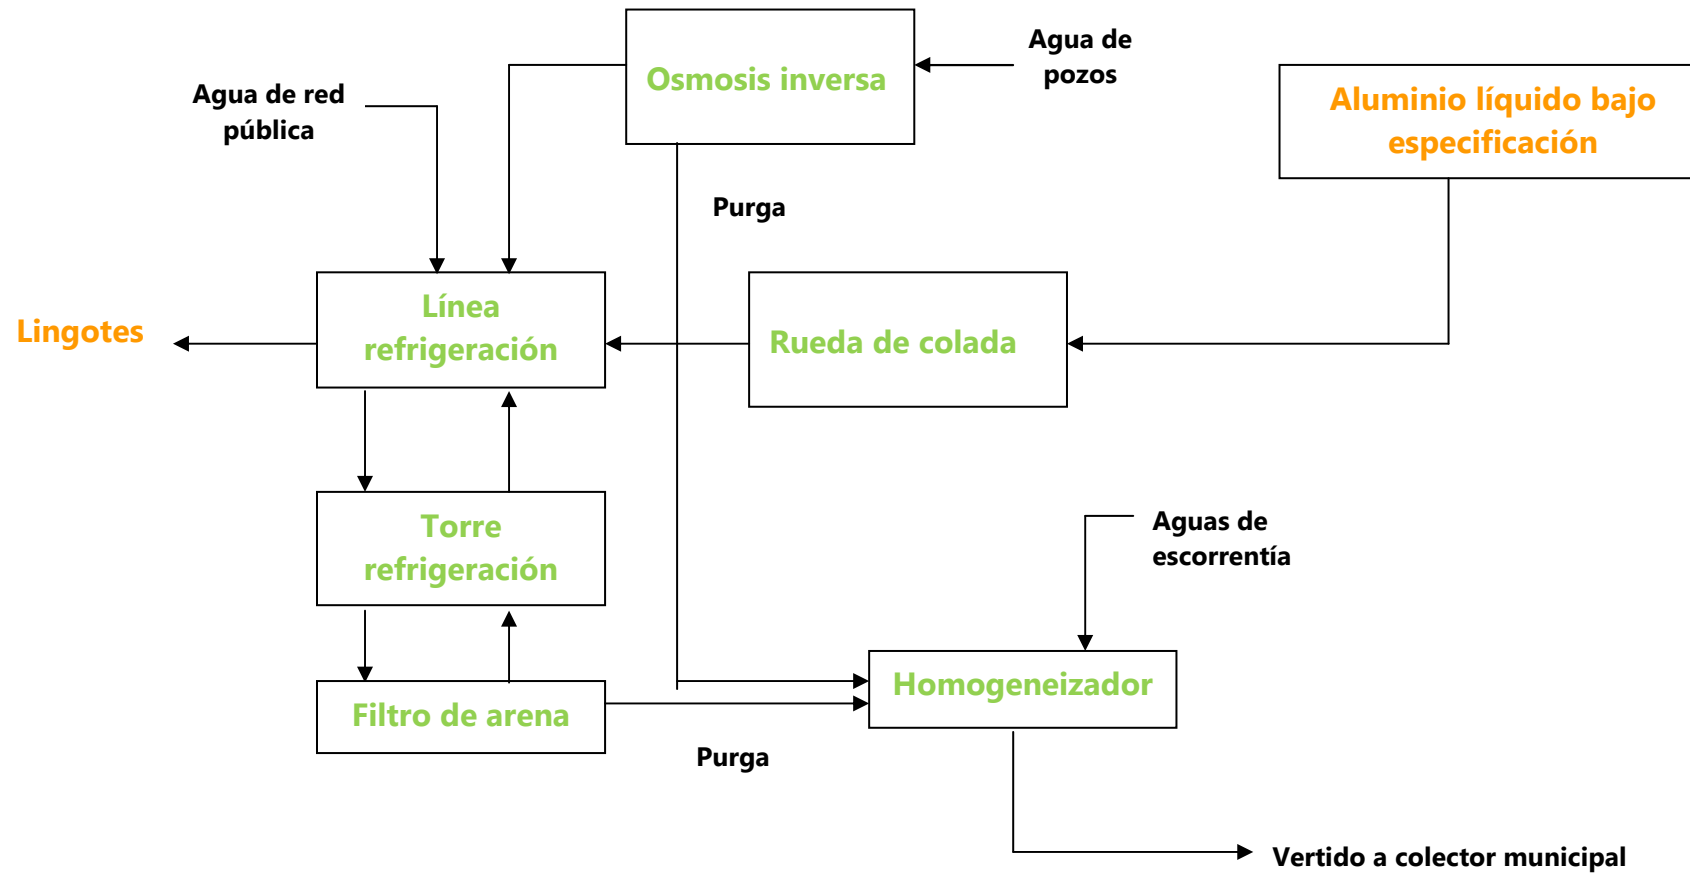 Agua de
pozos
Osmosis inversa
Agua de red
pública
Aluminio líquido bajo
especificación
Purga
Línea
refrigeración
Lingotes
Rueda de colada
Torre
refrigeración
Aguas de
escorrentía
Homogeneizador
Filtro de arena
Purga
Vertido a colector municipal